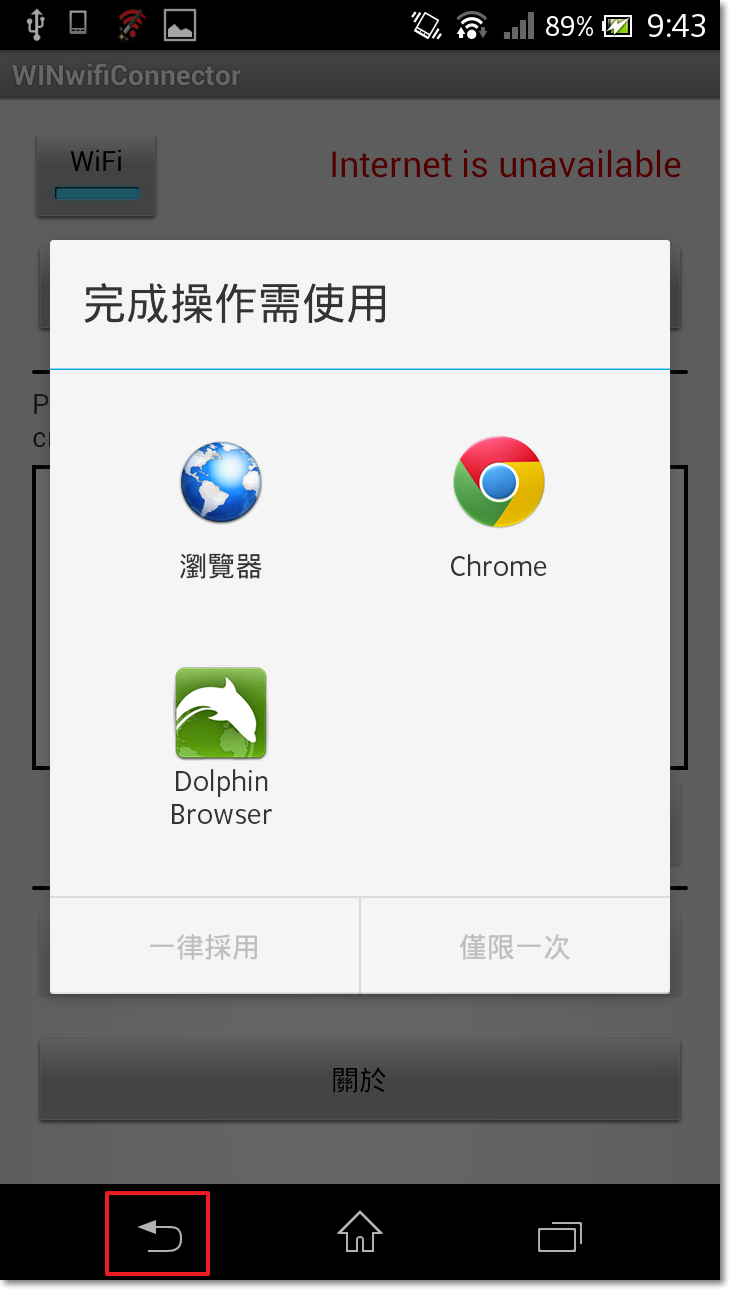 89% 9:43
WINwifiConnector
WiFi
Internet is unavailable
完成操作需使用
P
cr
瀏覽器
Chrome
Dolphin
Browser
一律採用
僅限一次
關於